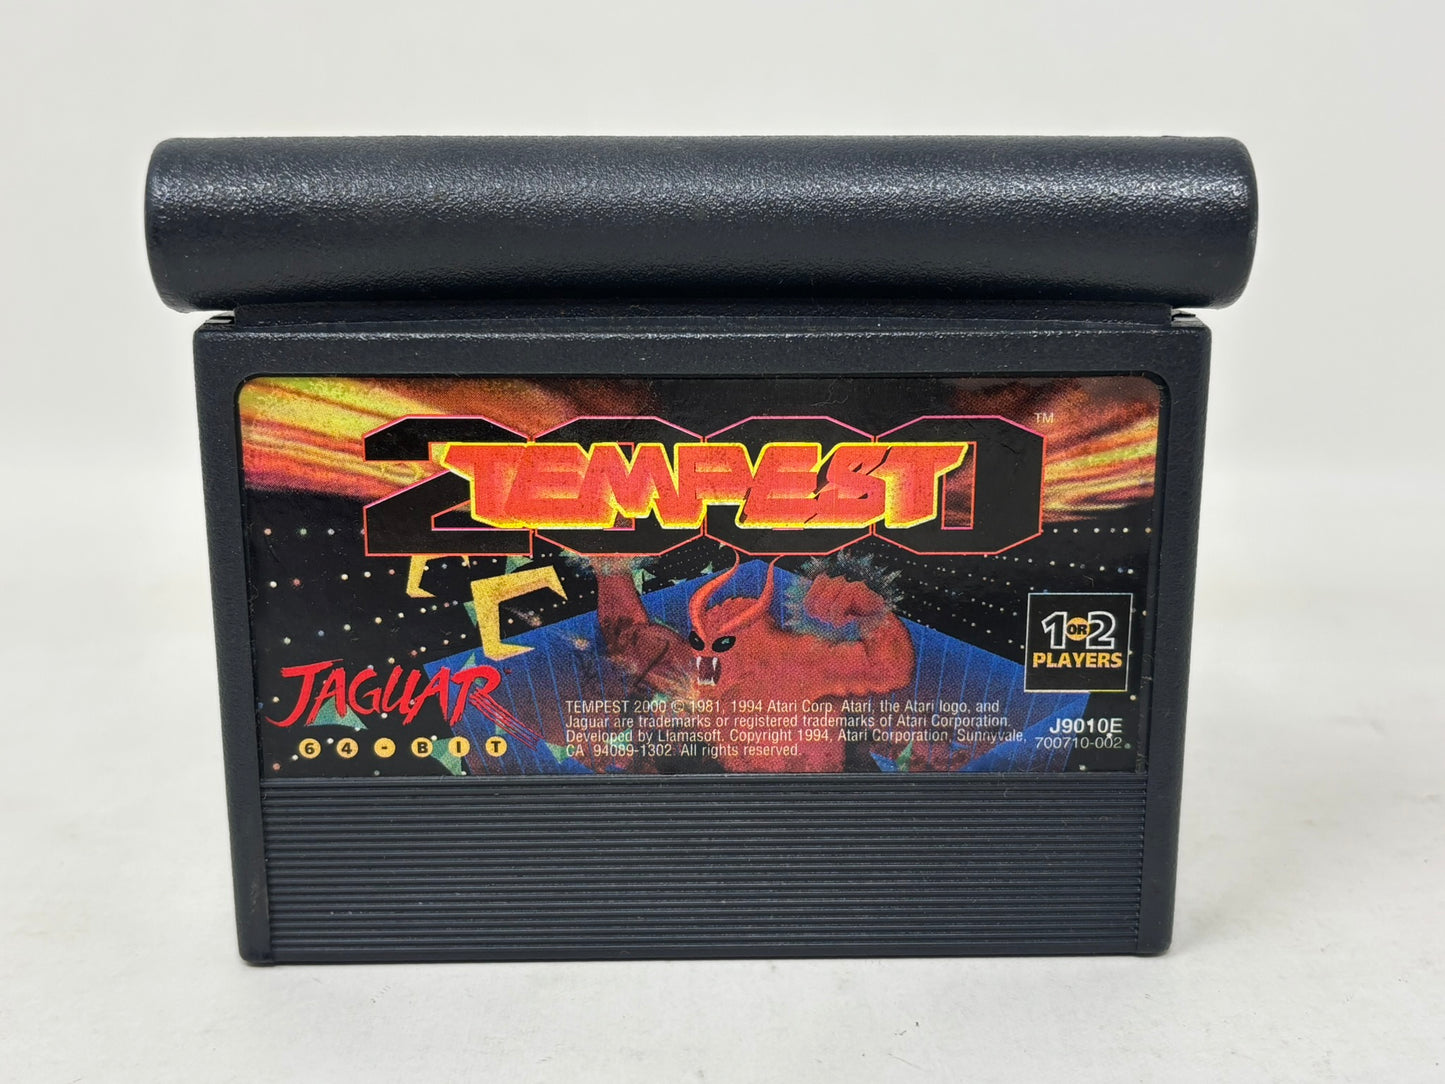 2000™
TEMPEST
1 OR 2
PLAYERS
JAGUAR
64-BIT
TEMPEST 2000 © 1981, 1994 Atari Corp. Atari, the Atari logo, and
Jaguar are trademarks or registered trademarks of Atari Corporation.
Developed by Llamasoft. Copyright 1994, Atari Corporation, Sunnyvale,
CA 94089-1302. All rights reserved.
J9010E
700710-002